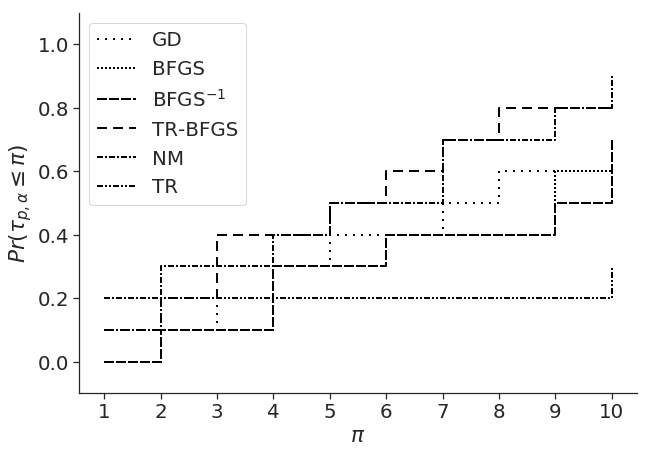 GD
BFGS
BFGS⁻¹
TR-BFGS
NM
TR
1.0
0.8
0.6
0.4
0.2
0.0
Pr(τ_{p, α} ≤ π)
1 2 3 4 5 6 7 8 9 10
π